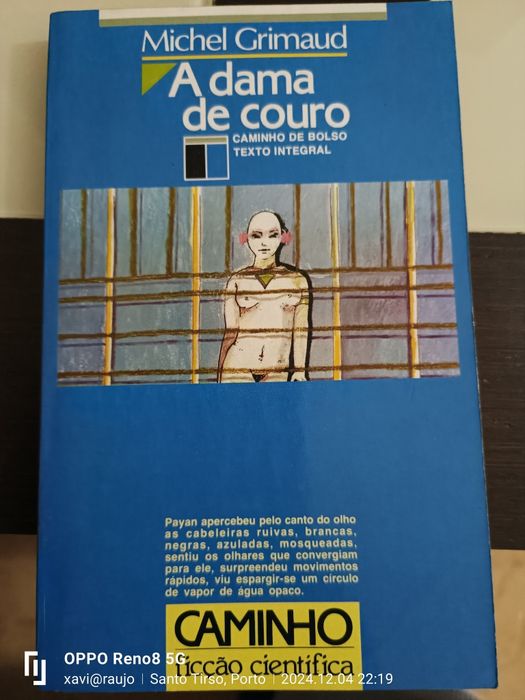 Michel Grimaud
A dama
de couro
CAMINHO DE BOLSO
TEXTO INTEGRAL
Payan apercebeu pelo canto do olho
as cabeleiras ruivas, brancas,
negras, azuladas, mosqueadas,
sentiu os olhares que convergiam
para ele, surpreendeu movimentos
rápidos, viu espargir-se um círculo
de vapor de água opaco.
CAMINHO
ficção científica
OPPO Reno8 5G
xavi@raujo | Santo Tirso, Porto | 2024.12.04 22:19